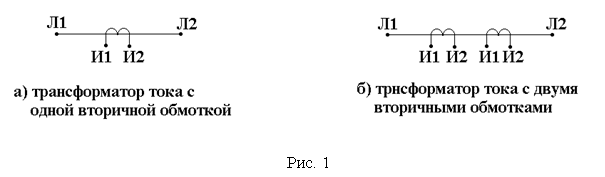 Л1 Л2
И1 И2
а) трансформатор тока с
одной вторичной обмоткой
Л1 Л2
И1 И2 И1 И2
б) трнсформатор тока с двумя
вторичными обмотками
Рис. 1